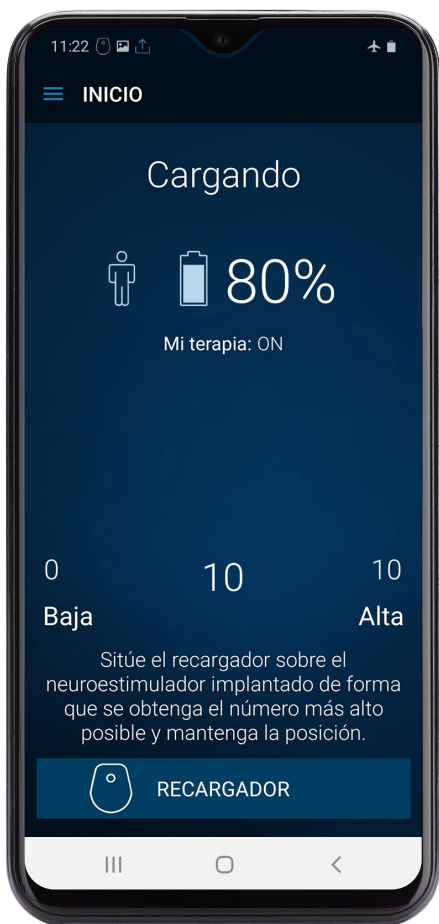 11:22
INICIO
Cargando
80%
Mi terapia: ON
0 10 10
Baja Alta
Sitúe el recargador sobre el
neuroestimulador implantado de forma
que se obtenga el número más alto
posible y mantenga la posición.
RECARGADOR